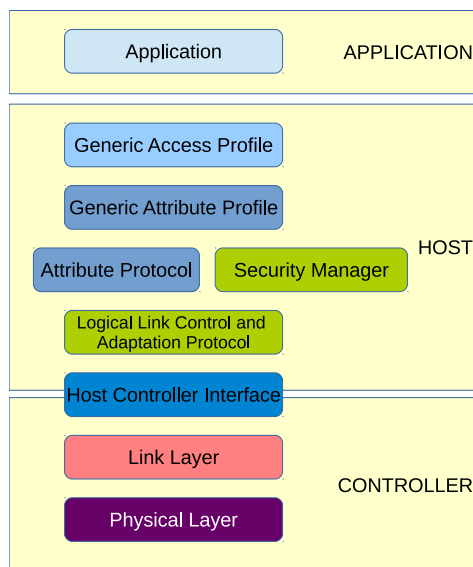 Application
APPLICATION
Generic Access Profile
Generic Attribute Profile
HOST
Attribute Protocol
Security Manager
Logical Link Control and
Adaptation Protocol
Host Controller Interface
Link Layer
CONTROLLER
Physical Layer